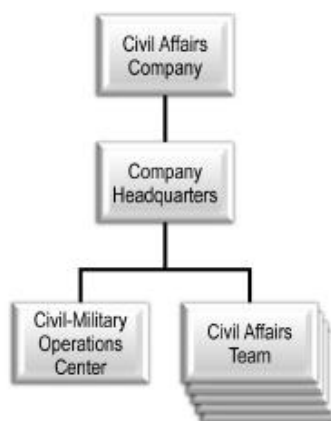 Civil Affairs
Company
Company
Headquarters
Civil-Military
Operations
Center
Civil Affairs
Team